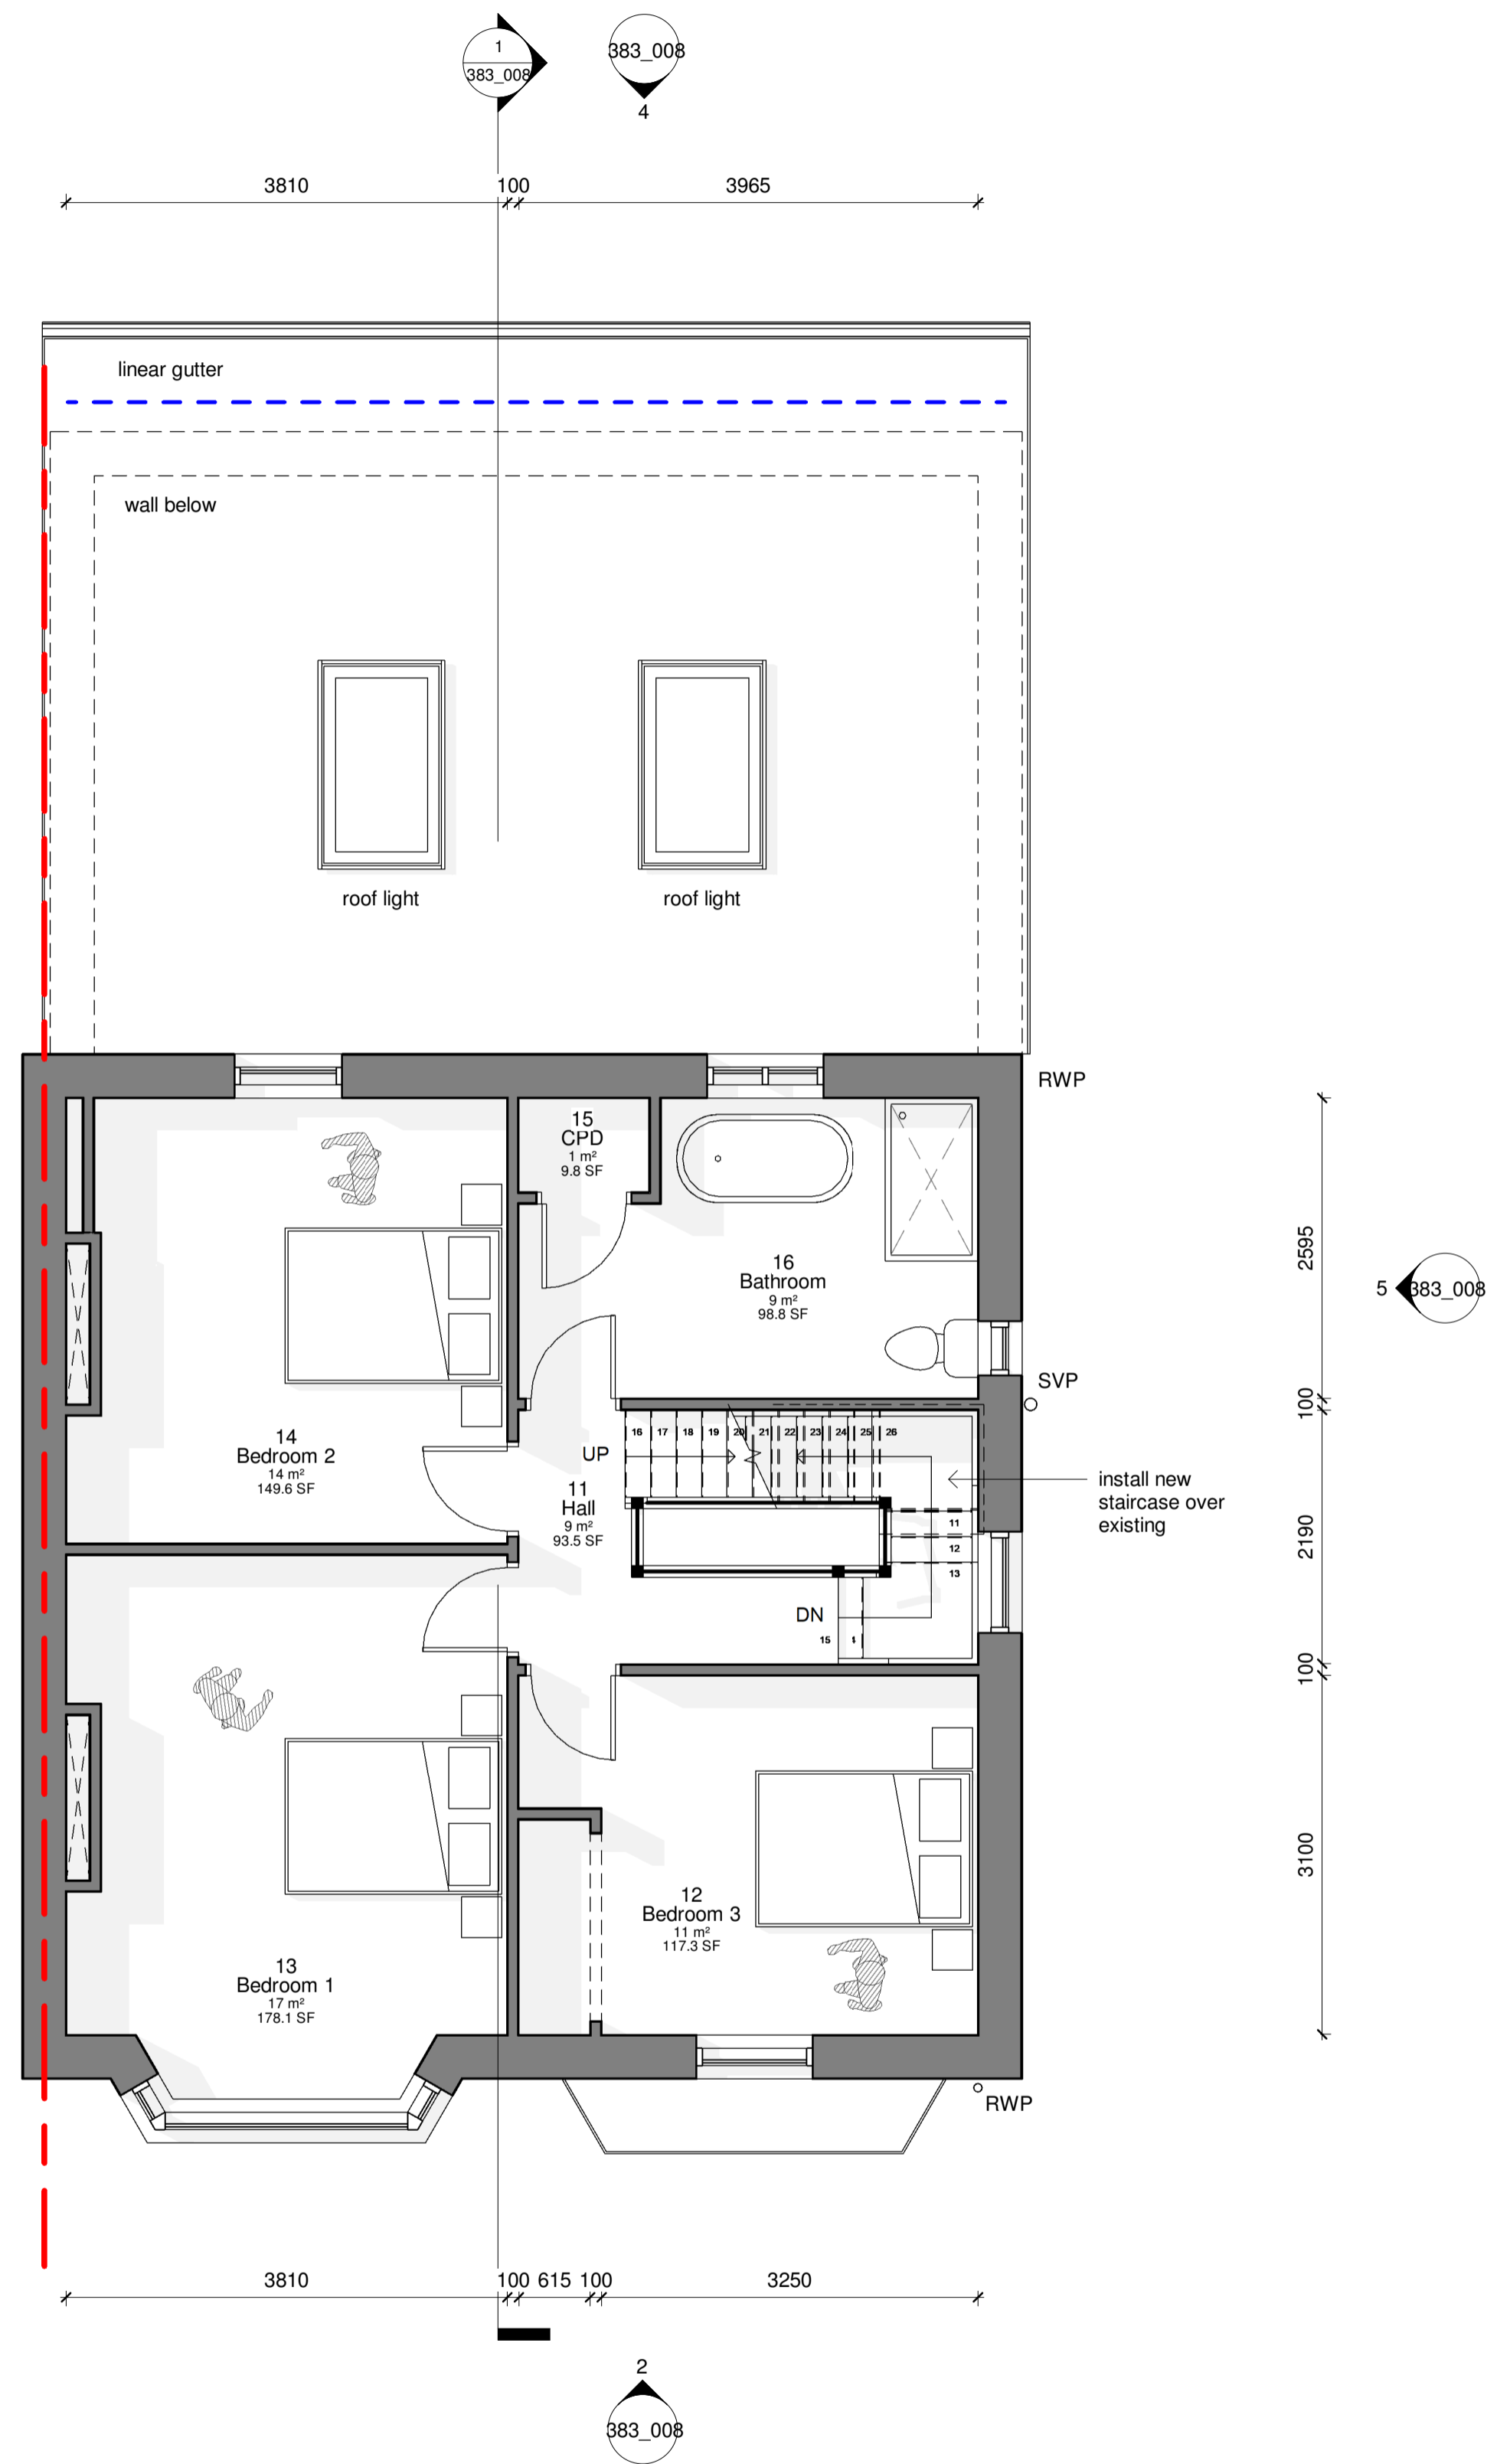 1
383_008
383_008
4
3810
100
3965
linear gutter
wall below
roof light
roof light
RWP
15
CPD
1 m²
9.8 SF
25595
16
Bathroom
9 m²
98.8 SF
5
383_008
SVP
100
14
Bedroom 2
14 m²
149.6 SF
UP
16 17 18 19 20 21 22 23 24 25 26
11
Hall
9 m²
93.5 SF
install new
staircase over
existing
11
12
13
2190
DN
15
100
3100
12
Bedroom 3
11 m²
117.3 SF
13
Bedroom 1
17 m²
178.1 SF
RWP
3810
100
615
100
3250
2
383_008